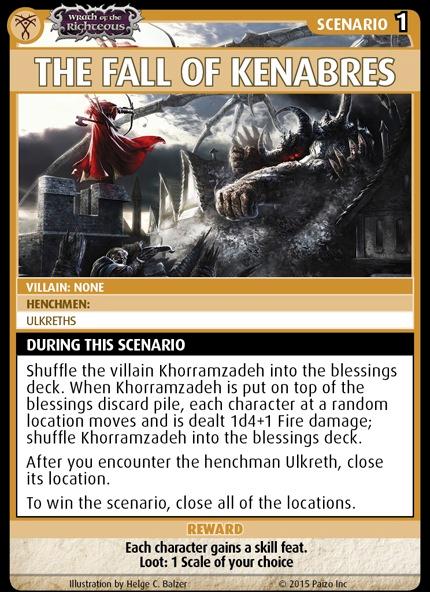 Wrath of the
Righteous
SCENARIO 1
THE FALL OF KENABRES
VILLAIN: NONE
HENCHMEN:
ULKRETHS
DURING THIS SCENARIO
Shuffle the villain Khorramzadeh into the blessings
deck. When Khorramzadeh is put on top of the
blessings discard pile, each character at a random
location moves and is dealt 1d4+1 Fire damage;
shuffle Khorramzadeh into the blessings deck.
After you encounter the henchman Ulkreth, close
its location.
To win the scenario, close all of the locations.
REWARD
Each character gains a skill feat.
Loot: 1 Scale of your choice
Illustration by Helge C. Balzer © 2015 Paizo Inc